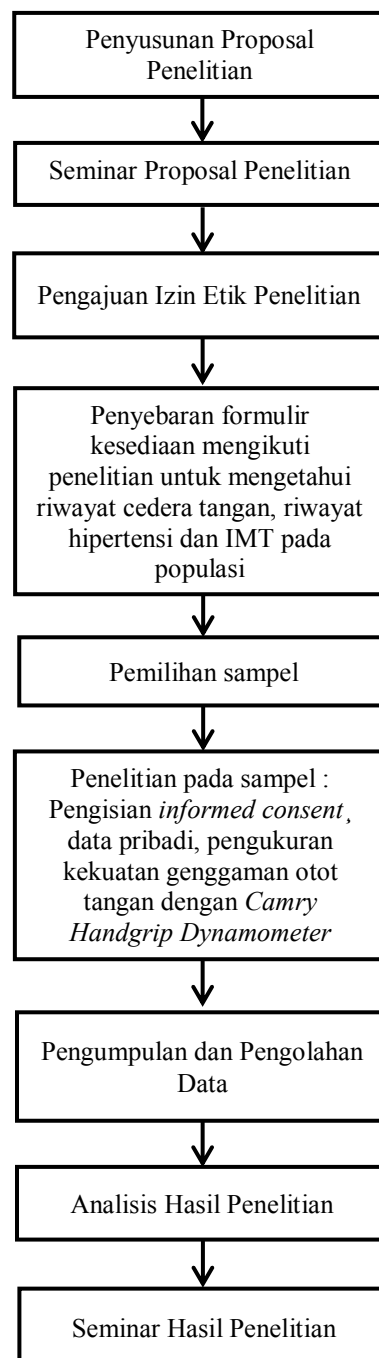 Penyusunan Proposal
Penelitian
Seminar Proposal Penelitian
Pengajuan Izin Etik Penelitian
Penyebaran formulir
kesediaan mengikuti
penelitian untuk mengetahui
riwayat cedera tangan, riwayat
hipertensi dan IMT pada
populasi
Pemilihan sampel
Penelitian pada sampel :
Pengisian informed consent¸
data pribadi, pengukuran
kekuatan genggaman otot
tangan dengan Camry
Handgrip Dynamometer
Pengumpulan dan Pengolahan
Data
Analisis Hasil Penelitian
Seminar Hasil Penelitian